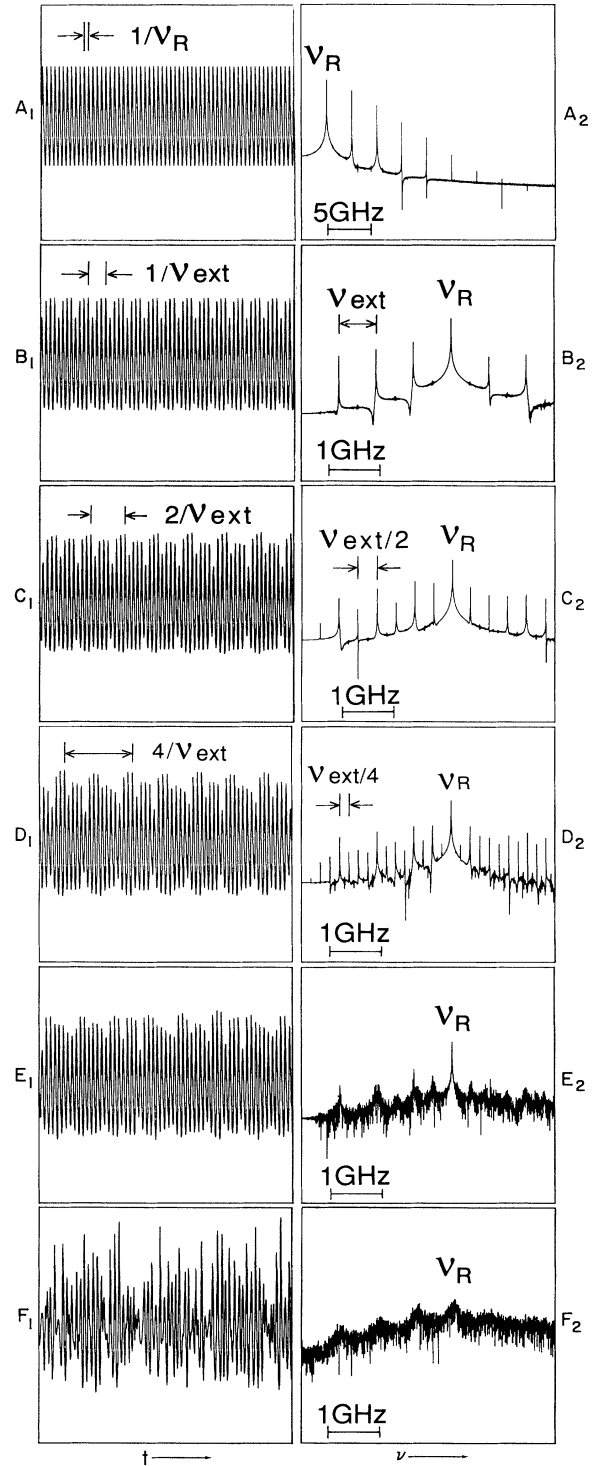 A1
1/νR
νR
5GHz
A2
B1
1/νext
νext
νR
1GHz
B2
C1
2/νext
νext/2
νR
1GHz
C2
D1
4/νext
νext/4
νR
1GHz
D2
E1
νR
1GHz
E2
F1
νR
1GHz
F2
t
ν